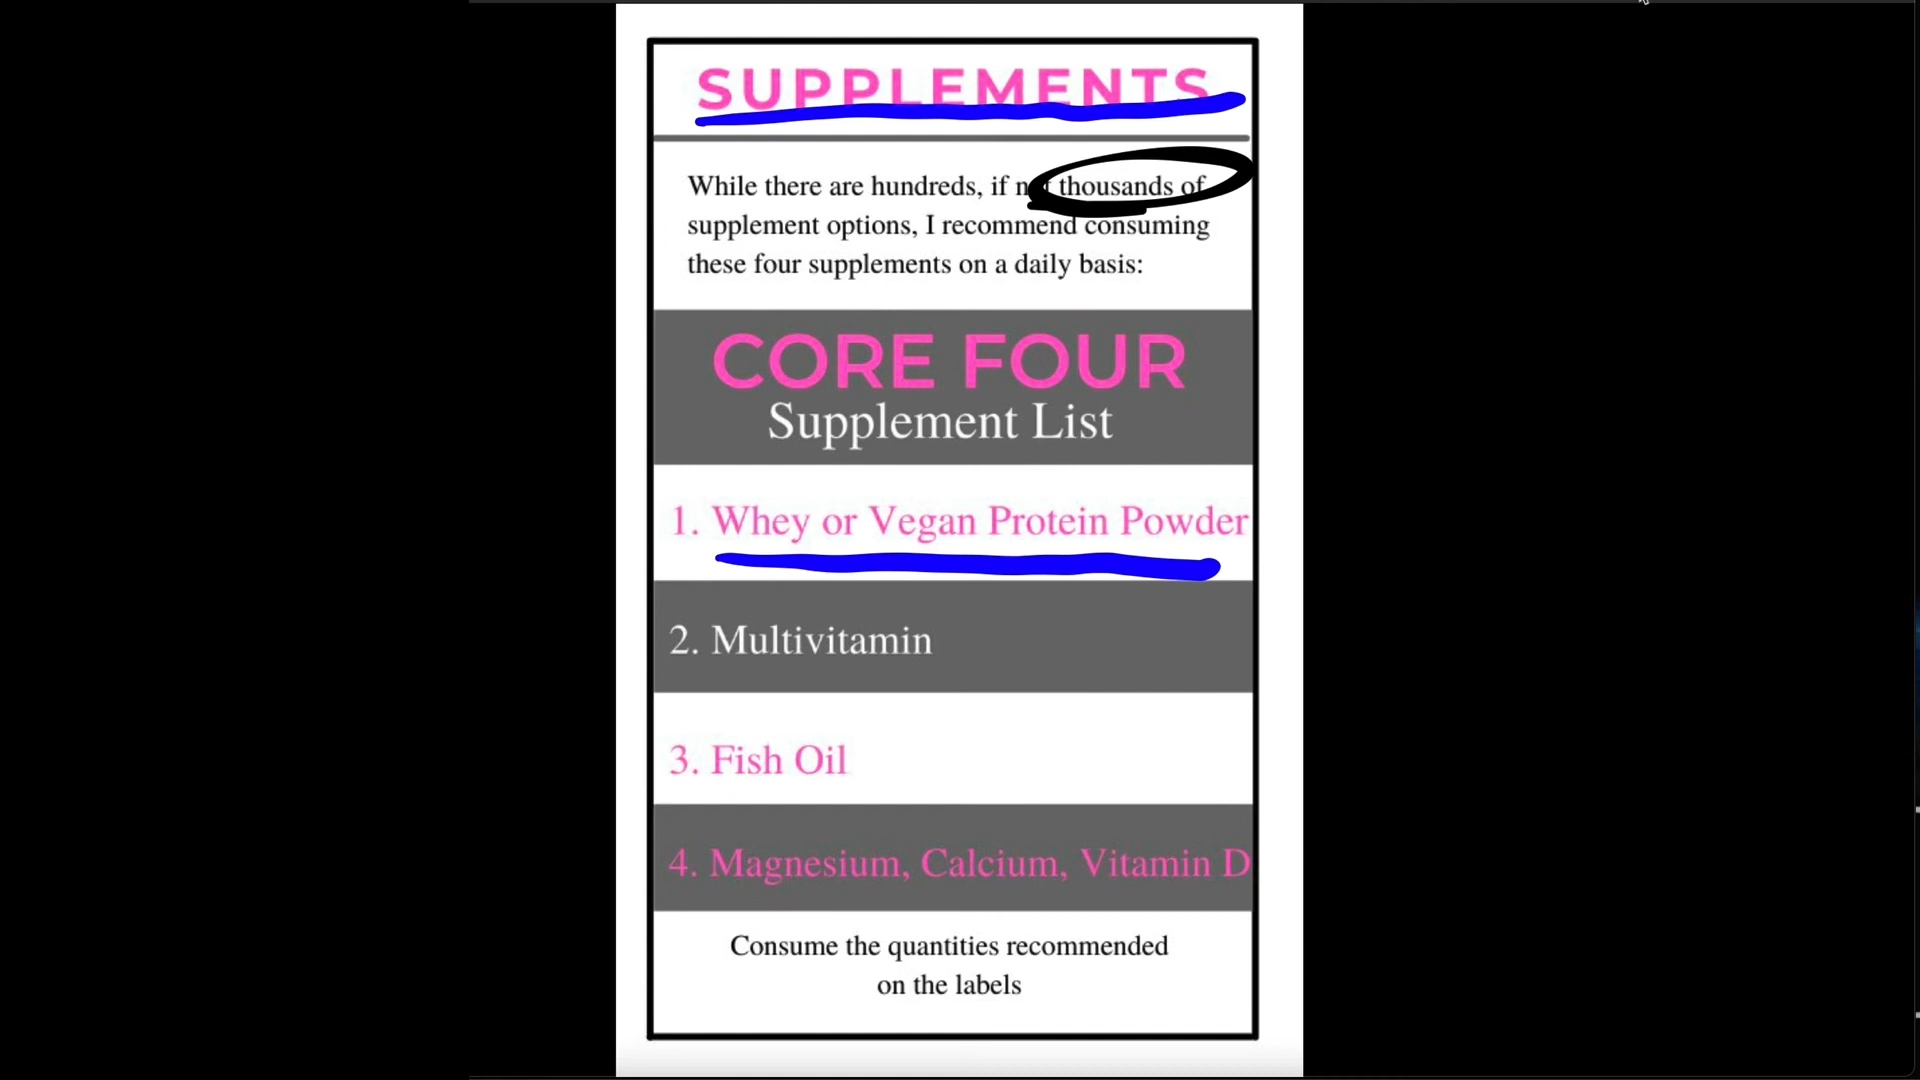 SUPPLEMENTS
While there are hundreds, if not thousands of
supplement options, I recommend consuming
these four supplements on a daily basis:
CORE FOUR
Supplement List
1. Whey or Vegan Protein Powder
2. Multivitamin
3. Fish Oil
4. Magnesium, Calcium, Vitamin D
Consume the quantities recommended
on the labels